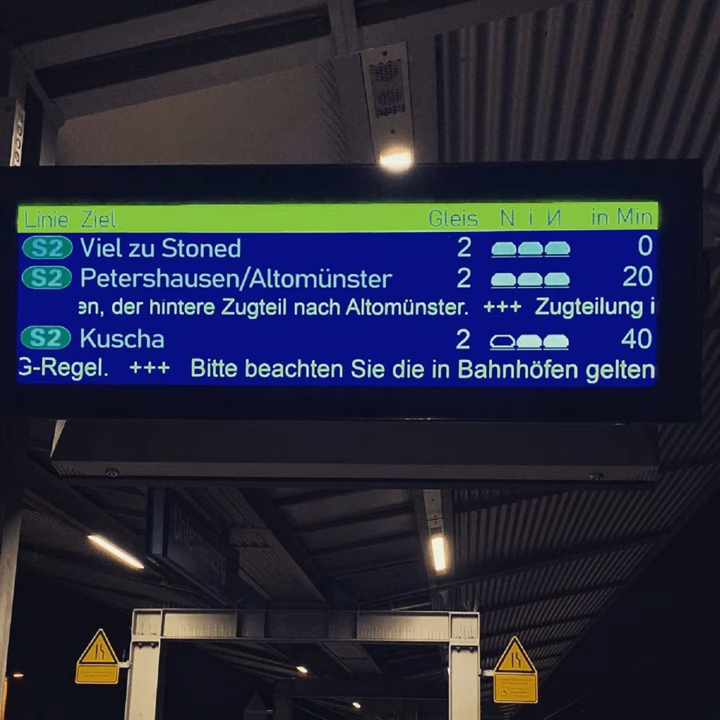 Linie Ziel Gleis N i N in Min
S2 Viel zu Stoned 2 0
S2 Petershausen/Altomünster 2 20
en, der hintere Zugteil nach Altomünster. +++ Zugteilung i
S2 Kuscha 2 40
G-Regel. +++ Bitte beachten Sie die in Bahnhöfen gelten